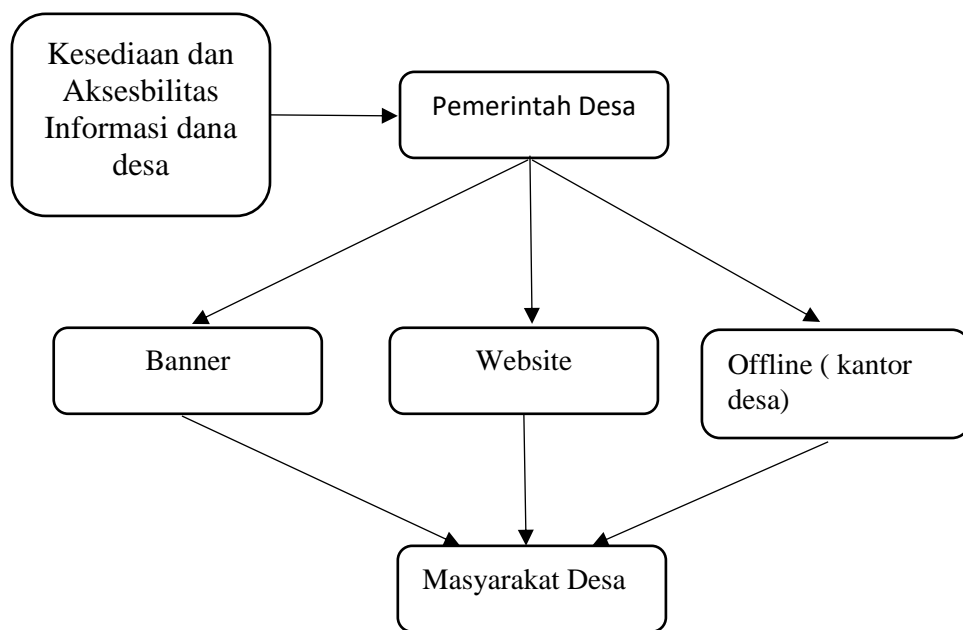 Kesediaan dan
Aksesbilitas
Informasi dana
desa
Pemerintah Desa
Banner
Website
Offline ( kantor
desa)
Masyarakat Desa